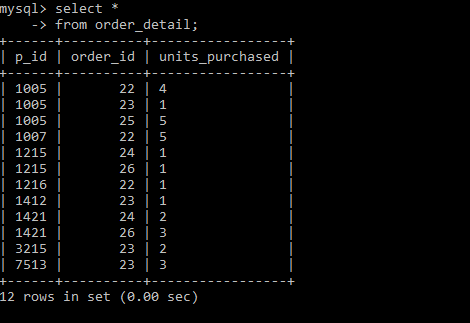 mysql> select *
    -> from order_detail;
+------+----------+-----------------+
| p_id | order_id | units_purchased |
+------+----------+-----------------+
| 1005 |       22 | 4               |
| 1005 |       23 | 1               |
| 1005 |       25 | 5               |
| 1007 |       22 | 5               |
| 1215 |       24 | 1               |
| 1215 |       26 | 1               |
| 1216 |       22 | 1               |
| 1412 |       23 | 1               |
| 1421 |       24 | 2               |
| 1421 |       26 | 3               |
| 3215 |       23 | 2               |
| 7513 |       23 | 3               |
+------+----------+-----------------+
12 rows in set (0.00 sec)